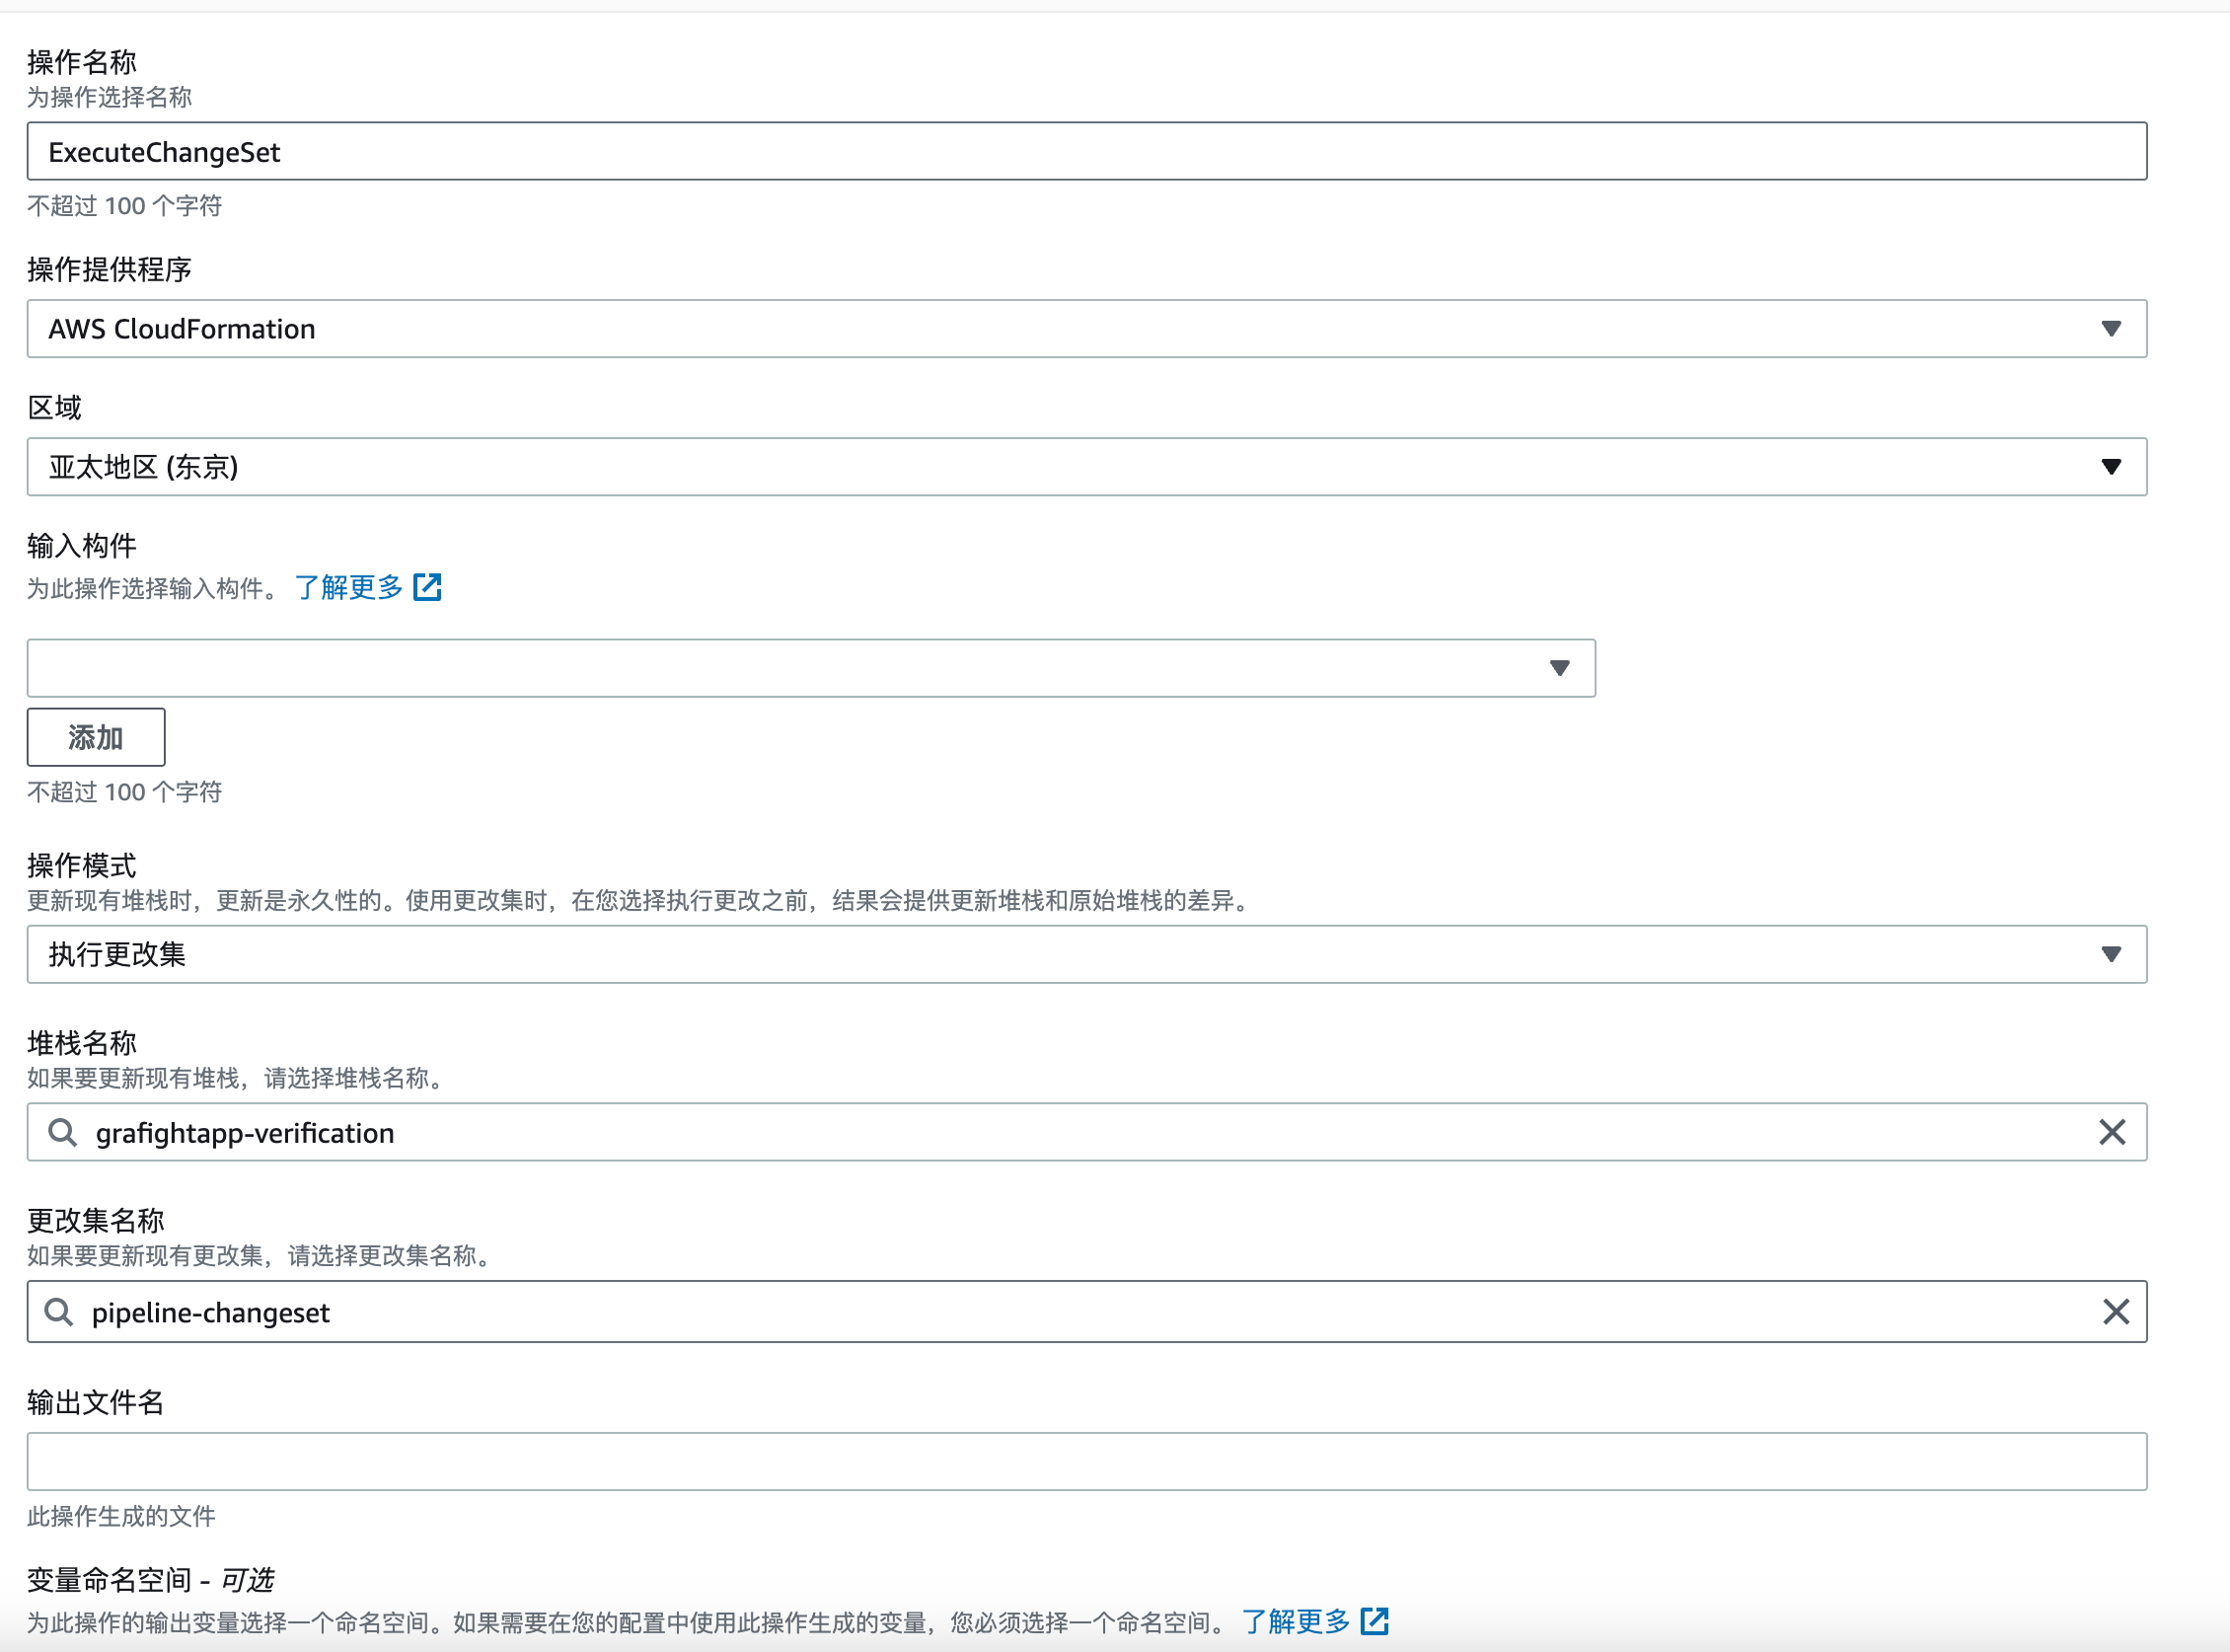 操作名称
为操作选择名称
ExecuteChangeSet
不超过 100 个字符
操作提供程序
AWS CloudFormation
区域
亚太地区 (东京)
输入构件
为此操作选择输入构件。 了解更多
添加
不超过 100 个字符
操作模式
更新现有堆栈时，更新是永久性的。使用更改集时，在您选择执行更改之前，结果会提供更新堆栈和原始堆栈的差异。
执行更改集
堆栈名称
如果要更新现有堆栈，请选择堆栈名称。
grafightapp-verification
更改集名称
如果要更新现有更改集，请选择更改集名称。
pipeline-changeset
输出文件名
此操作生成的文件
变量命名空间 - 可选
为此操作的输出变量选择一个命名空间。如果需要在您的配置中使用此操作生成的变量，您必须选择一个命名空间。 了解更多